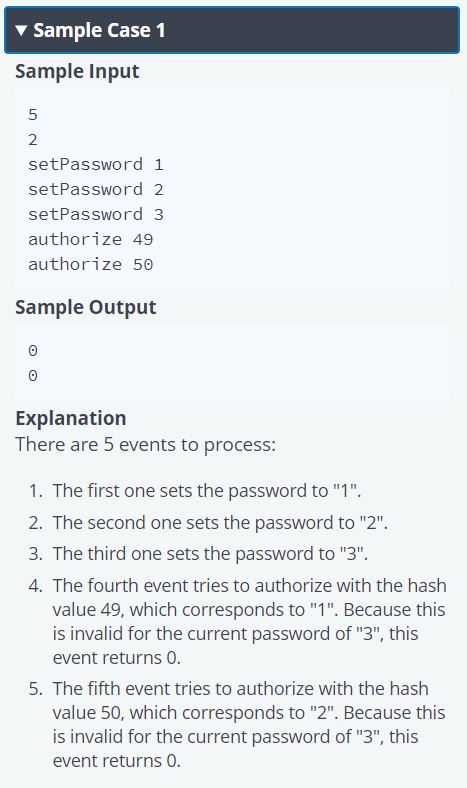 ▼ Sample Case 1
Sample Input
5
2
setPassword 1
setPassword 2
setPassword 3
authorize 49
authorize 50
Sample Output
0
0
Explanation
There are 5 events to process:
1. The first one sets the password to "1".
2. The second one sets the password to "2".
3. The third one sets the password to "3".
4. The fourth event tries to authorize with the hash
value 49, which corresponds to "1". Because this
is invalid for the current password of "3", this
event returns 0.
5. The fifth event tries to authorize with the hash
value 50, which corresponds to "2". Because this
is invalid for the current password of "3", this
event returns 0.